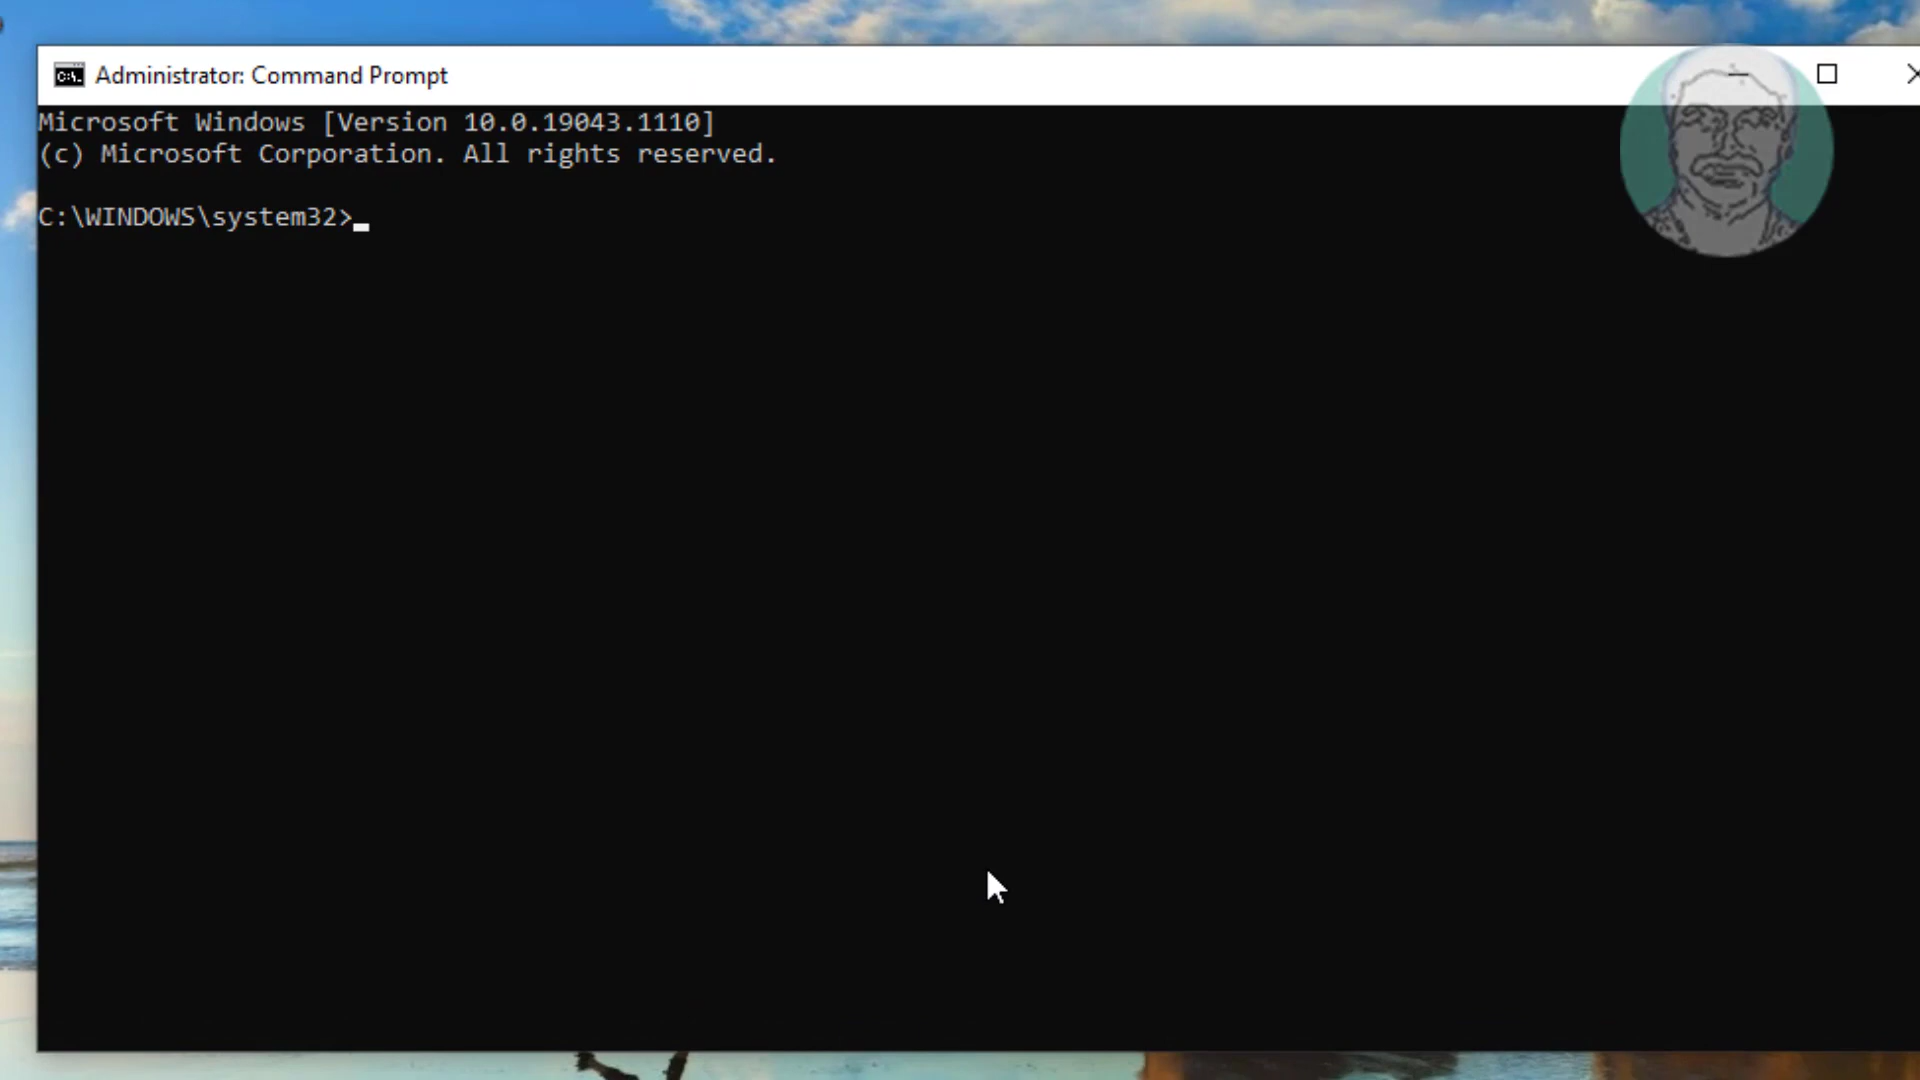 Administrator: Command Prompt
Microsoft Windows [Version 10.0.19043.1110]
(c) Microsoft Corporation. All rights reserved.
C:\WINDOWS\system32>